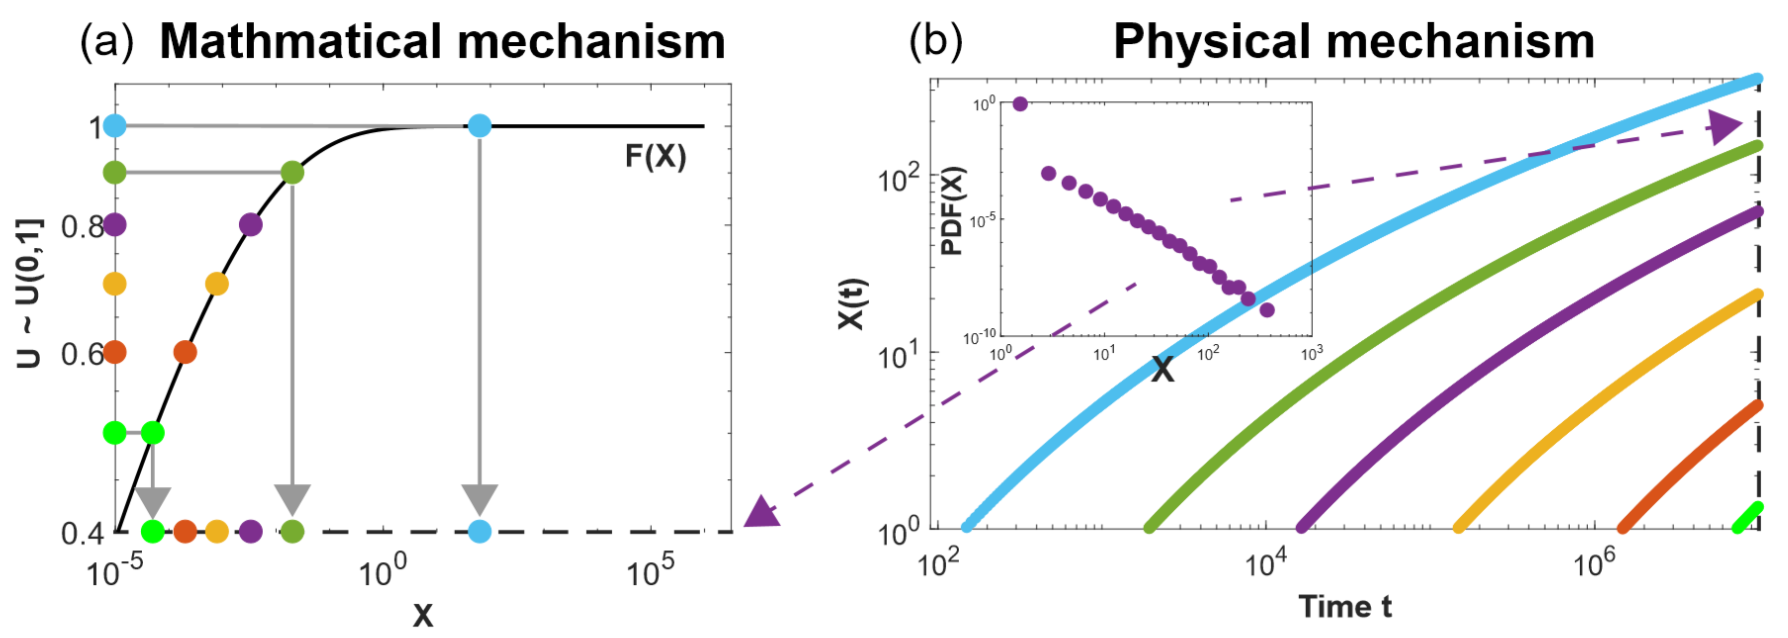 (a) Mathmatical mechanism
1
0.8
0.6
0.4
U ~ U(0,1]
F(X)
10^-5
10^0
10^5
X
(b) Physical mechanism
10^2
10^1
10^0
X(t)
10^0
10^-5
10^-10
PDF(X)
10^0
10^1
10^2
10^3
X
10^2
10^4
10^6
Time t